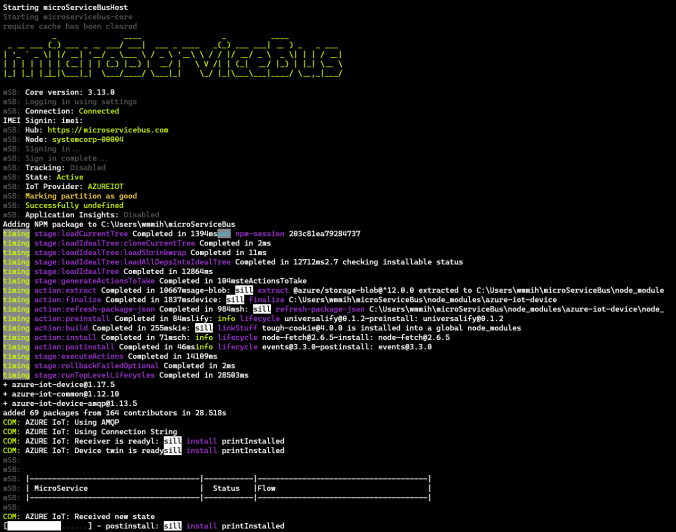 Starting microServiceBusHost
Starting microservicebus-core
require cache has been cleared
microServiceBus
mSB: Core version: 3.13.0
mSB: Logging in using settings
mSB: Connection: Connected
IMEI Signin: imei:
mSB: Hub: https://microservicebus.com
mSB: Node: systemcorp-00004
mSB: Signing in...
mSB: Sign in complete...
mSB: Tracking: Disabled
mSB: State: Active
mSB: IoT Provider: AZUREIOT
mSB: Marking partition as good
mSB: Successfully undefined
mSB: Application Insights: Disabled
Adding NPM package to C:\Users\wmmih\microServiceBus
timing stage:loadCurrentTree Completed in 1394ms npm-session 203c81ea79284737
timing stage:loadIdealTree:cloneCurrentTree Completed in 2ms
timing stage:loadIdealTree:loadShrinkwrap Completed in 11ms
timing stage:loadIdealTree:loadAllDepsIntoIdealTree Completed in 12712ms2.7 checking installable status
timing stage:loadIdealTree Completed in 12864ms
timing stage:generateActionsToTake Completed in 104msteActionsToTake
timing action:extract Completed in 10667msage-blob: sill extract @azure/storage-blob@^12.0.0 extracted to C:\Users\wmmih\microServiceBus\node_module
timing action:finalize Completed in 1837msdevice: sill finalize C:\Users\wmmih\microServiceBus\node_modules\azure-iot-device
timing action:refresh-package-json Completed in 984msh: sill refresh-package-json C:\Users\wmmih\microServiceBus\node_modules\azure-iot-device\node_
timing action:preinstall Completed in 84mslify: info lifecycle universalify@0.1.2~preinstall: universalify@0.1.2
timing action:build Completed in 255mskie: sill linkStuff tough-cookie@4.0.0 is installed into a global node_modules
timing action:install Completed in 71msch: info lifecycle node-fetch@2.6.5~install: node-fetch@2.6.5
timing action:postinstall Completed in 46msinfo lifecycle events@3.3.0~postinstall: events@3.3.0
timing stage:executeActions Completed in 14109ms
timing stage:rollbackFailedOptional Completed in 2ms
timing stage:runTopLevelLifecycles Completed in 28503ms
+ azure-iot-device@1.17.5
+ azure-iot-common@1.12.10
+ azure-iot-device-amqp@1.13.5
added 69 packages from 164 contributors in 28.518s
COM: AZURE IoT: Using AMQP
COM: AZURE IoT: Using Connection String
COM: AZURE IoT: Receiver is readyl: sill install printInstalled
COM: AZURE IoT: Device twin is readysill install printInstalled
mSB:
mSB:
mSB: |--------------------------------------|-----------|--------------------------------------|
mSB: | MicroService | Status |Flow |
mSB: |--------------------------------------|-----------|--------------------------------------|
mSB:
COM: AZURE IoT: Received new state
[ ......] - postinstall: sill install printInstalled